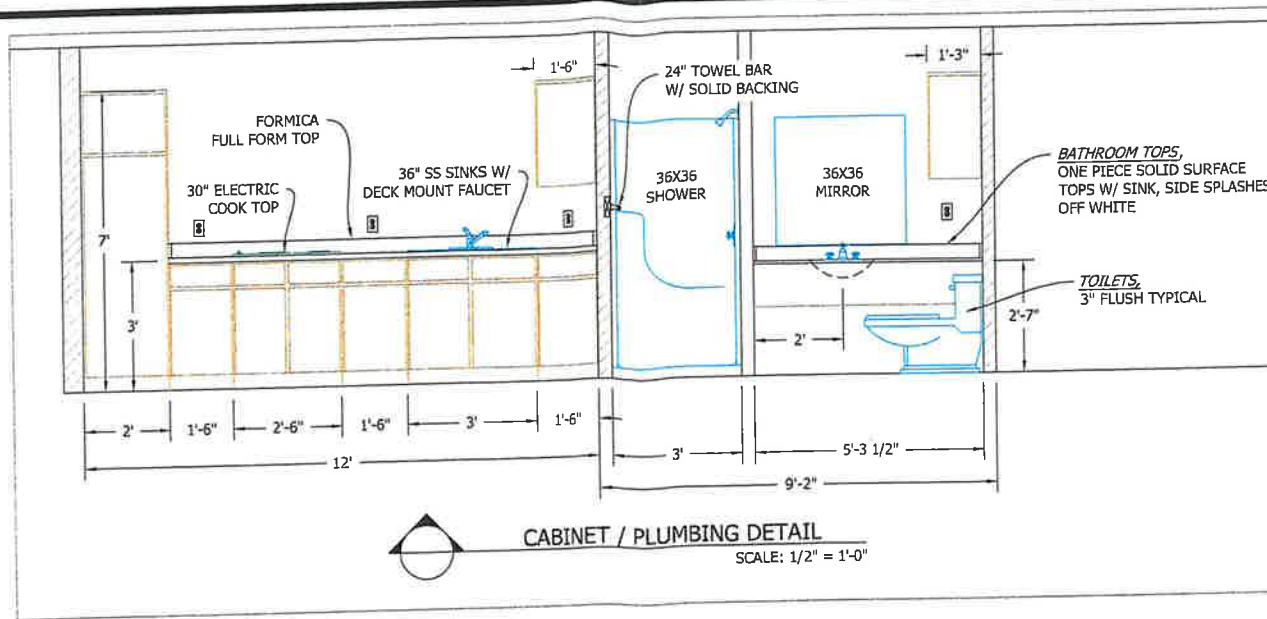 1'-6"
24" TOWEL BAR
W/ SOLID BACKING
1'-3"
FORMICA
FULL FORM TOP
36" SS SINKS W/
DECK MOUNT FAUCET
30" ELECTRIC
COOK TOP
36X36
SHOWER
36X36
MIRROR
BATHROOM TOPS,
ONE PIECE SOLID SURFACE
TOPS W/ SINK, SIDE SPLASHES
OFF WHITE
7'
3'
TOILETS,
3" FLUSH TYPICAL
2'-7"
2'
2'
1'-6"
2'-6"
1'-6"
3'
1'-6"
12'
3'
5'-3 1/2"
9'-2"
CABINET / PLUMBING DETAIL
SCALE: 1/2" = 1'-0"